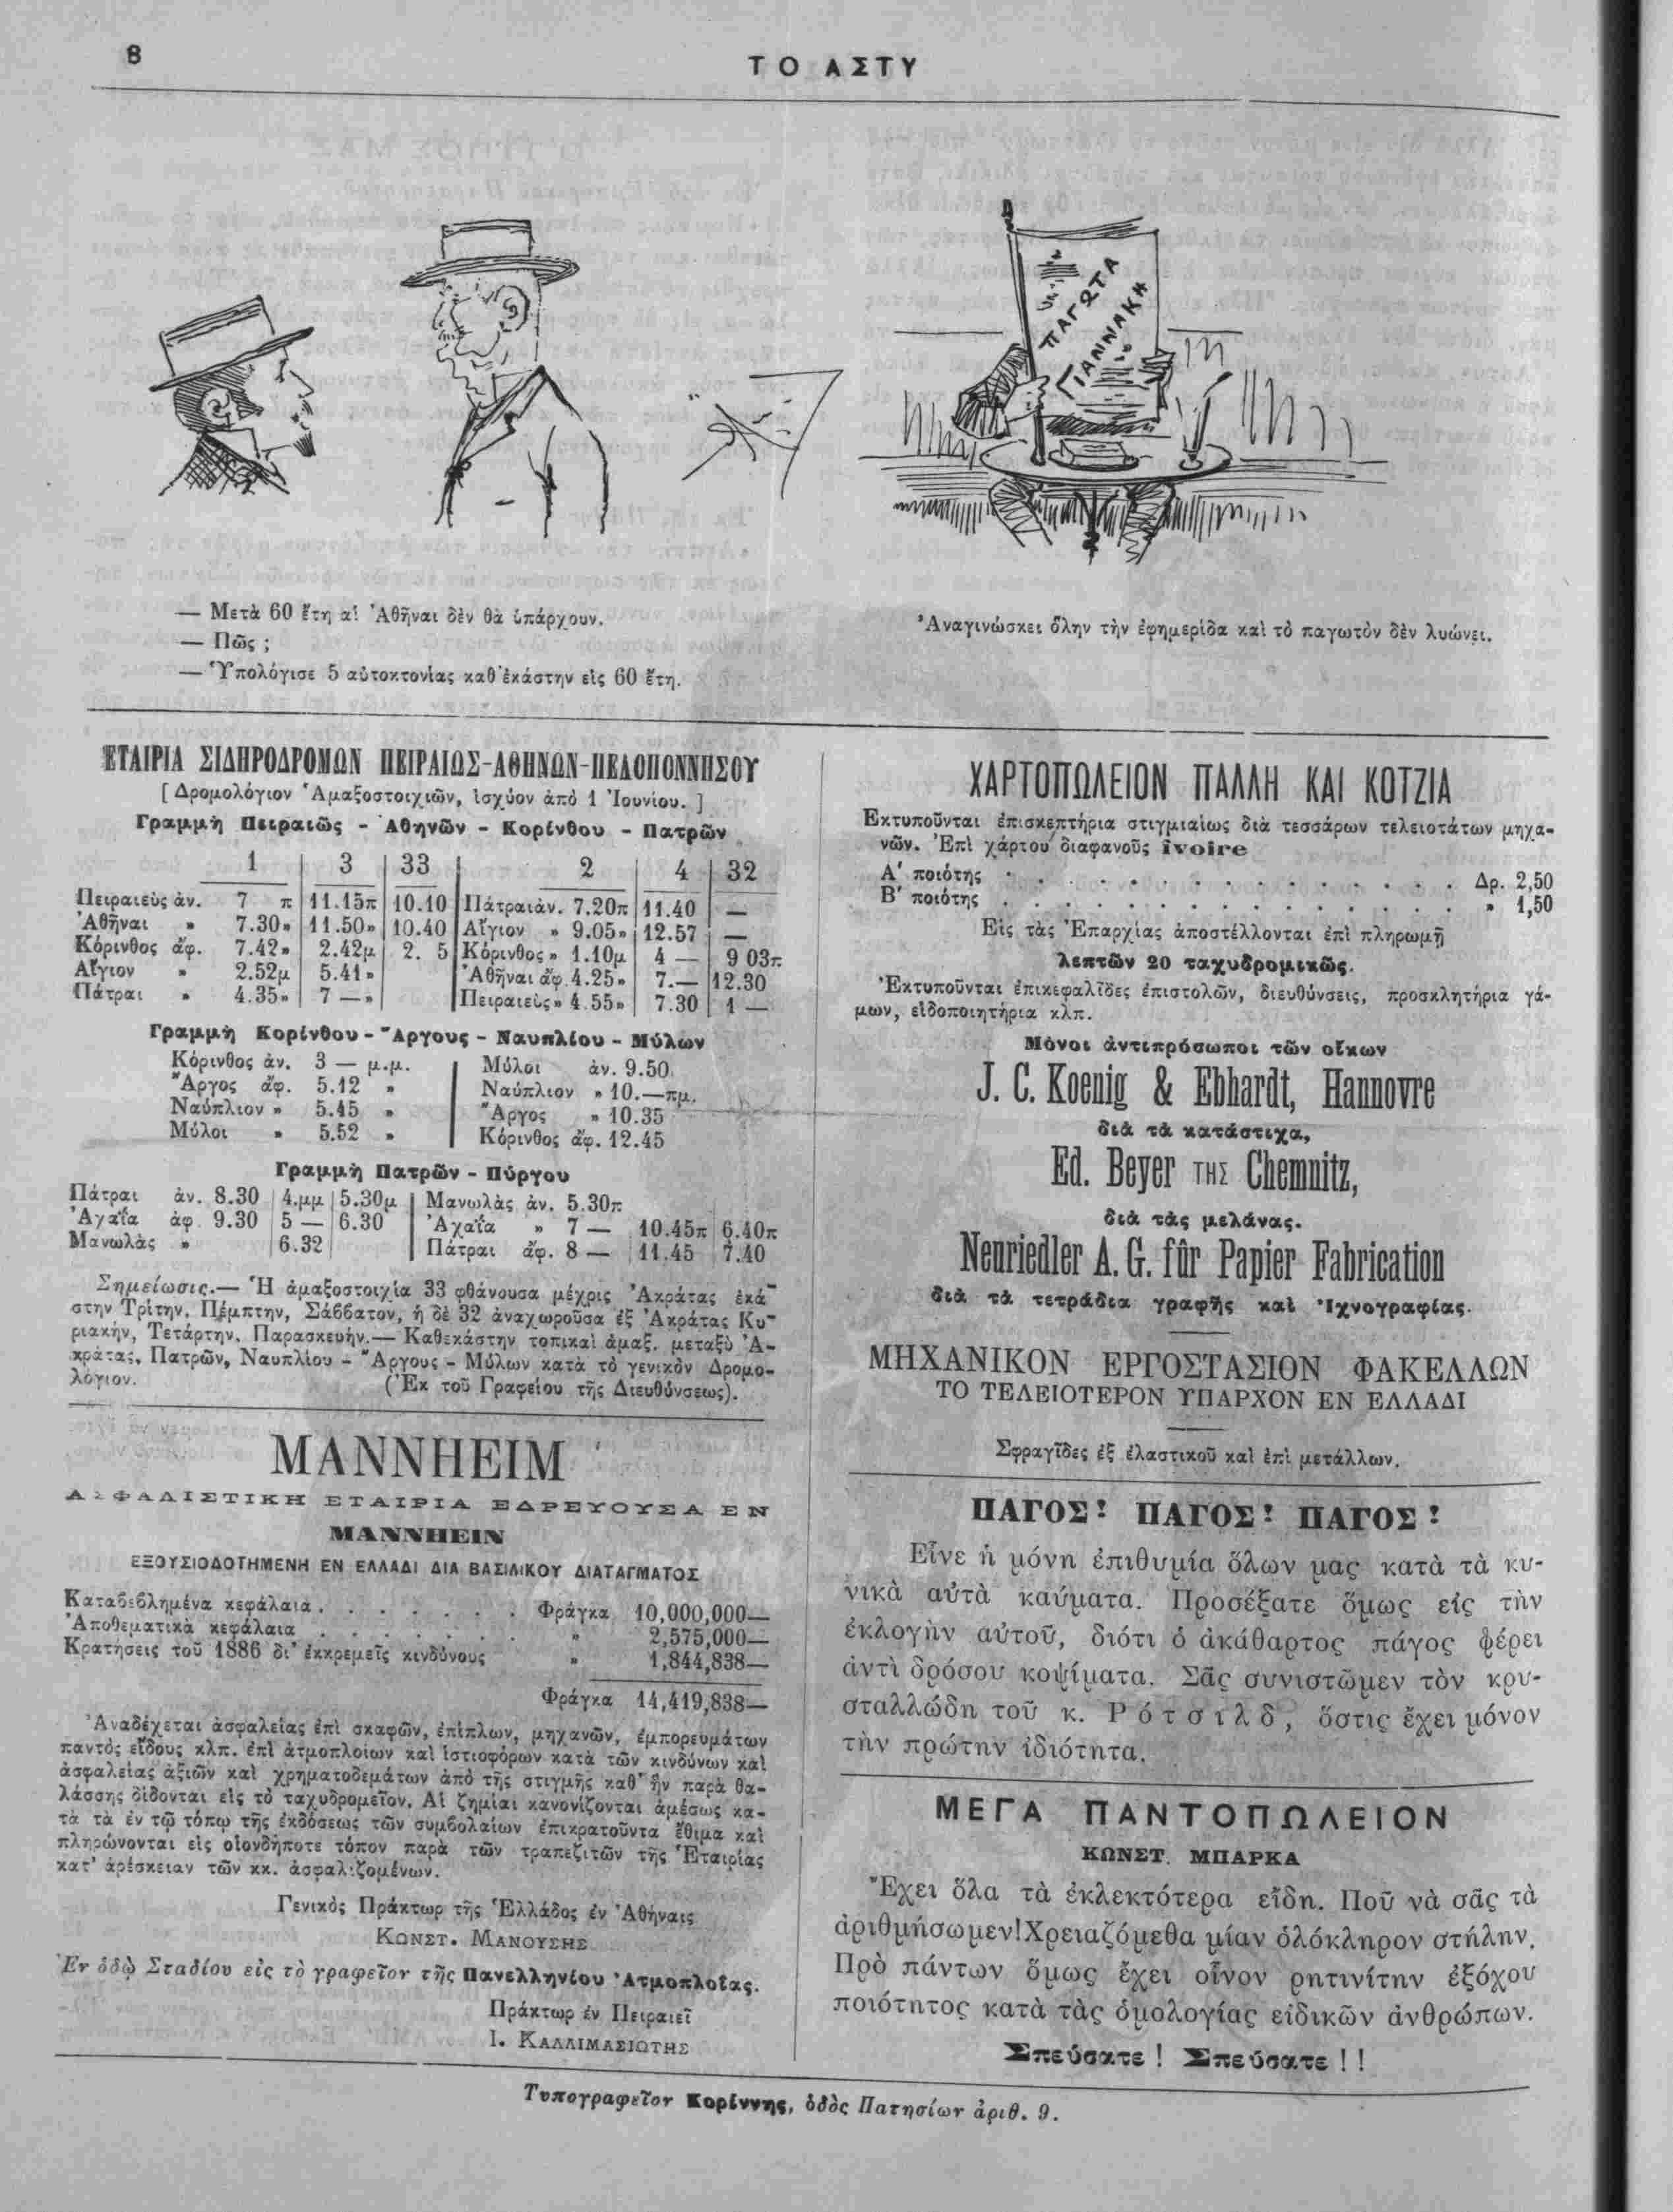 8
ΤΟ ΑΣΤΥ
ΠΑΓΩΤΑ
ΓΙΑΝΝΑΚΗ
— Μετὰ 60 ἔτη αἱ Ἀθῆναι δὲν θὰ ὑπάρχουν.
— Πῶς ;
— Ὑπολόγισε 5 αὐτοκτονίας καθ᾿ἑκάστην εἰς 60 ἔτη.
Ἀναγινώσκει ὅλην τὴν ἐφημερίδα καὶ τὸ παγωτὸν δὲν λυώνει.
ΕΤΑΙΡΙΑ ΣΙΔΗΡΟΔΡΟΜΩΝ ΠΕΙΡΑΙΩΣ-ΑΘΗΝΩΝ-ΠΕΛΟΠΟΝΝΗΣΟΥ
[ Δρομολόγιον Ἁμαξοστοιχιῶν, ἰσχύον ἀπὸ 1 Ἰουνίου. ]
Γραμμὴ Πειραιῶς - Ἀθηνῶν - Κορίνθου - Πατρῶν
1 3 33 2 4 32
Πειραιεὺς ἀν. 7 π 11.15π 10.10 Πάτραι ἀν. 7.20π 11.40 —
Ἀθῆναι » 7.30» 11.50» 10.40 Αἴγιον » 9.05» 12.57 —
Κόρινθος ἀφ. 7.42» 2.42μ 2. 5 Κόρινθος » 1.10μ 4 — 9 03π
Αἴγιον » 2.52μ 5.41» Ἀθῆναι ἀφ. 4.25» 7.— 12.30
Πάτραι » 4.35» 7 —» Πειραιεὺς» 4.55» 7.30 1 —
Γραμμὴ Κορίνθου - Ἄργους - Ναυπλίου - Μύλων
Κόρινθος ἀν. 3 — μ.μ. Μύλοι ἀν. 9.50
Ἄργος ἀφ. 5.12 » Ναύπλιον » 10.—πμ.
Ναύπλιον » 5.45 » Ἄργος » 10.35
Μύλοι » 5.52 » Κόρινθος ἀφ. 12.45
Γραμμὴ Πατρῶν - Πύργου
Πάτραι ἀν. 8.30 4.μμ 5.30μ Μανωλὰς ἀν. 5.30π
Ἀχαΐα ἀφ. 9.30 5 — 6.30 Ἀχαΐα » 7 — 10.45π 6.40π
Μανωλὰς » 6.32 Πάτραι ἀφ. 8 — 11.45 7.40
Σημείωσις.— Ἡ ἁμαξοστοιχία 33 φθάνουσα μέχρις Ἀκράτας ἑκά-
στην Τρίτην, Πέμπτην, Σάββατον, ἡ δὲ 32 ἀναχωροῦσα ἐξ Ἀκράτας Κυ-
ριακήν, Τετάρτην, Παρασκευήν.— Καθεκάστην τοπικαὶ ἁμαξ. μεταξὺ Ἀ-
κράτας, Πατρῶν, Ναυπλίου - Ἄργους - Μύλων κατὰ τὸ γενικὸν Δρομο-
λόγιον. (Ἐκ τοῦ Γραφείου τῆς Διευθύνσεως).
ΜΑΝΝΗΕΙΜ
ΑΣΦΑΛΙΣΤΙΚΗ ΕΤΑΙΡΙΑ ΕΔΡΕΥΟΥΣΑ ΕΝ
ΜΑΝΝΗΕΙΝ
ΕΞΟΥΣΙΟΔΟΤΗΜΕΝΗ ΕΝ ΕΛΛΑΔΙ ΔΙΑ ΒΑΣΙΛΙΚΟΥ ΔΙΑΤΑΓΜΑΤΟΣ
Καταβεβλημένα κεφάλαια . . . . . . . Φράγκα 10,000,000—
Ἀποθεματικὰ κεφάλαια . . . . . . . » 2,575,000—
Κρατήσεις τοῦ 1886 δι᾿ ἐκκρεμεῖς κινδύνους » 1,844,838—
Φράγκα 14,419,838—
Ἀναδέχεται ἀσφαλείας ἐπὶ σκαφῶν, ἐπίπλων, μηχανῶν, ἐμπορευμάτων
παντὸς εἴδους κλπ. ἐπὶ ἀτμοπλοίων καὶ ἱστιοφόρων κατὰ τῶν κινδύνων καὶ
ἀσφαλείας ἀξιῶν καὶ χρηματοδεμάτων ἀπὸ τῆς στιγμῆς καθ᾿ ἣν παρὰ θα-
λάσσης δίδονται εἰς τὸ ταχυδρομεῖον. Αἱ ζημίαι κανονίζονται ἀμέσως κα-
τὰ τὰ ἐν τῷ τόπῳ τῆς ἐκδόσεως τῶν συμβολαίων ἐπικρατοῦντα ἔθιμα καὶ
πληρώνονται εἰς οἱονδήποτε τόπον παρὰ τῶν τραπεζιτῶν τῆς Ἑταιρίας
κατ᾿ ἀρέσκειαν τῶν κκ. ἀσφαλιζομένων.
Γενικὸς Πράκτωρ τῆς Ἑλλάδος ἐν Ἀθήναις
ΚΩΝΣΤ. ΜΑΝΟΥΣΗΣ
Ἐν ὁδῷ Σταδίου εἰς τὸ γραφεῖον τῆς Πανελληνίου Ἀτμοπλοΐας.
Πράκτωρ ἐν Πειραιεῖ
Ι. ΚΑΛΛΙΜΑΣΙΩΤΗΣ
ΧΑΡΤΟΠΩΛΕΙΟΝ ΠΑΛΛΗ ΚΑΙ ΚΟΤΖΙΑ
Εκτυποῦνται ἐπισκεπτήρια στιγμιαίως διὰ τεσσάρων τελειοτάτων μηχα-
νῶν. Ἐπὶ χάρτου διαφανοῦς ivoire
Α' ποιότης . . . . . . . . . . . . . Δρ. 2,50
Β' ποιότης . . . . . . . . . . . . . » 1,50
Εἰς τὰς Ἐπαρχίας ἀποστέλλονται ἐπὶ πληρωμῇ
λεπτῶν 20 ταχυδρομικῶς.
Ἐκτυποῦνται ἐπικεφαλῖδες ἐπιστολῶν, διευθύνσεις, προσκλητήρια γά-
μων, εἰδοποιητήρια κλπ.
Μόνοι ἀντιπρόσωποι τῶν οἴκων
J. C. Koenig & Ebhardt, Hannovre
διὰ τὰ κατάστιχα,
Ed. Beyer ΤΗΣ Chemnitz,
διὰ τὰς μελάνας.
Neuriedler A. G. fûr Papier Fabrication
διὰ τὰ τετράδια γραφῆς καὶ Ἰχνογραφίας.
ΜΗΧΑΝΙΚΟΝ ΕΡΓΟΣΤΑΣΙΟΝ ΦΑΚΕΛΛΩΝ
ΤΟ ΤΕΛΕΙΟΤΕΡΟΝ ΥΠΑΡΧΟΝ ΕΝ ΕΛΛΑΔΙ
Σφραγῖδες ἐξ ἐλαστικοῦ καὶ ἐπὶ μετάλλων.
ΠΑΓΟΣ! ΠΑΓΟΣ! ΠΑΓΟΣ!
Εἶνε ἡ μόνη ἐπιθυμία ὅλων μας κατὰ τὰ κυ-
νικὰ αὐτὰ καύματα. Προσέξατε ὅμως εἰς τὴν
ἐκλογὴν αὐτοῦ, διότι ὁ ἀκάθαρτος πάγος φέρει
ἀντὶ δρόσου κοψίματα. Σᾶς συνιστῶμεν τὸν κρυ-
σταλλώδη τοῦ κ. Ρότσιλδ, ὅστις ἔχει μόνον
τὴν πρώτην ἰδιότητα.
ΜΕΓΑ ΠΑΝΤΟΠΩΛΕΙΟΝ
ΚΩΝΣΤ. ΜΠΑΡΚΑ
Ἔχει ὅλα τὰ ἐκλεκτότερα εἴδη. Ποῦ νὰ σᾶς τὰ
ἀριθμήσωμεν! Χρειαζόμεθα μίαν ὁλόκληρον στήλην.
Πρὸ πάντων ὅμως ἔχει οἶνον ρητινίτην ἐξόχου
ποιότητος κατὰ τὰς ὁμολογίας εἰδικῶν ἀνθρώπων.
Σπεύσατε ! Σπεύσατε ! !
Τυπογραφεῖον Κορίννης, ὁδὸς Πατησίων ἀριθ. 9.